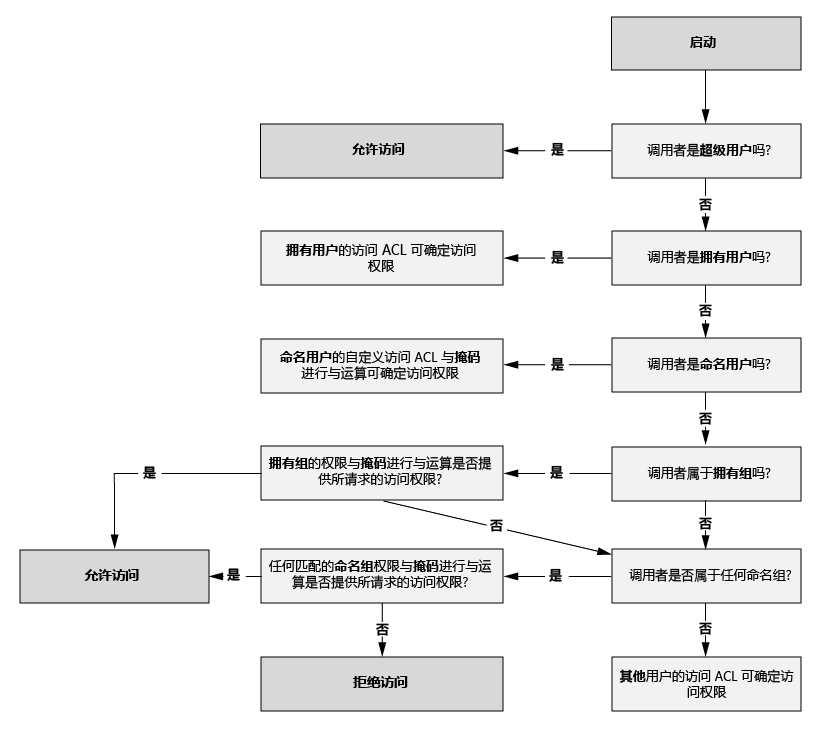 启动
允许访问
是
调用者是超级用户吗?
否
拥有用户的访问 ACL 可确定访问
权限
是
调用者是拥有用户吗?
否
命名用户的自定义访问 ACL 与掩码
进行与运算可确定访问权限
是
调用者是命名用户吗?
否
是
拥有组的权限与掩码进行与运算是否提
供所请求的访问权限?
是
调用者属于拥有组吗?
否
否
允许访问
是
任何匹配的命名组权限与掩码进行与运
算是否提供所请求的访问权限?
是
调用者是否属于任何命名组?
否
否
拒绝访问
其他用户的访问 ACL 可确定访
问权限